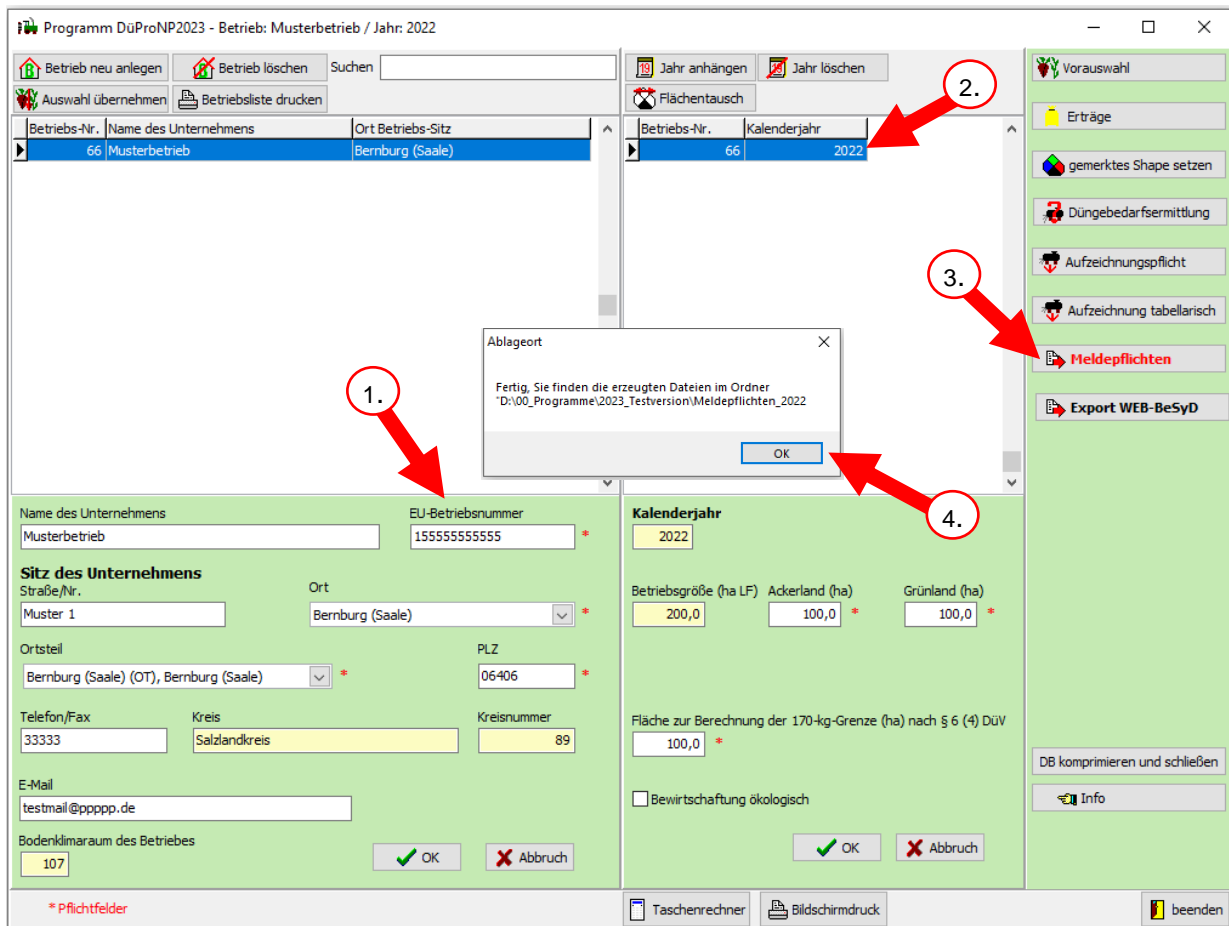 Programm DüProNP2023 - Betrieb: Musterbetrieb / Jahr: 2022
Betrieb neu anlegen
Betrieb löschen
Suchen
Auswahl übernehmen
Betriebsliste drucken
Betriebs-Nr. Name des Unternehmens Ort Betriebs-Sitz
66 Musterbetrieb Bernburg (Saale)
19 Jahr anhängen
19 Jahr löschen
Flächentausch
2.
Betriebs-Nr. Kalenderjahr
66 2022
Vorauswahl
Erträge
gemerktes Shape setzen
Düngebedarfsermittlung
Aufzeichnungspflicht
3.
Aufzeichnung tabellarisch
Meldepflichten
Export WEB-BeSyD
Ablageort
Fertig, Sie finden die erzeugten Dateien im Ordner
"D:\00_Programme\2023_Testversion\Meldepflichten_2022
OK
1.
4.
Name des Unternehmens EU-Betriebsnummer
Musterbetrieb 155555555555 *
Sitz des Unternehmens
Straße/Nr. Ort
Muster 1 Bernburg (Saale) *
Ortsteil PLZ
Bernburg (Saale) (OT), Bernburg (Saale) * 06406 *
Telefon/Fax Kreis Kreisnummer
33333 Salzlandkreis 89
E-Mail
testmail@ppppp.de
Bodenklimaraum des Betriebes
107
OK
Abbruch
Kalenderjahr
2022
Betriebsgröße (ha LF) Ackerland (ha) Grünland (ha)
200,0 100,0 * 100,0 *
Fläche zur Berechnung der 170-kg-Grenze (ha) nach § 6 (4) DüV
100,0 *
Bewirtschaftung ökologisch
OK
Abbruch
DB komprimieren und schließen
Info
* Pflichtfelder
Taschenrechner
Bildschirmdruck
beenden